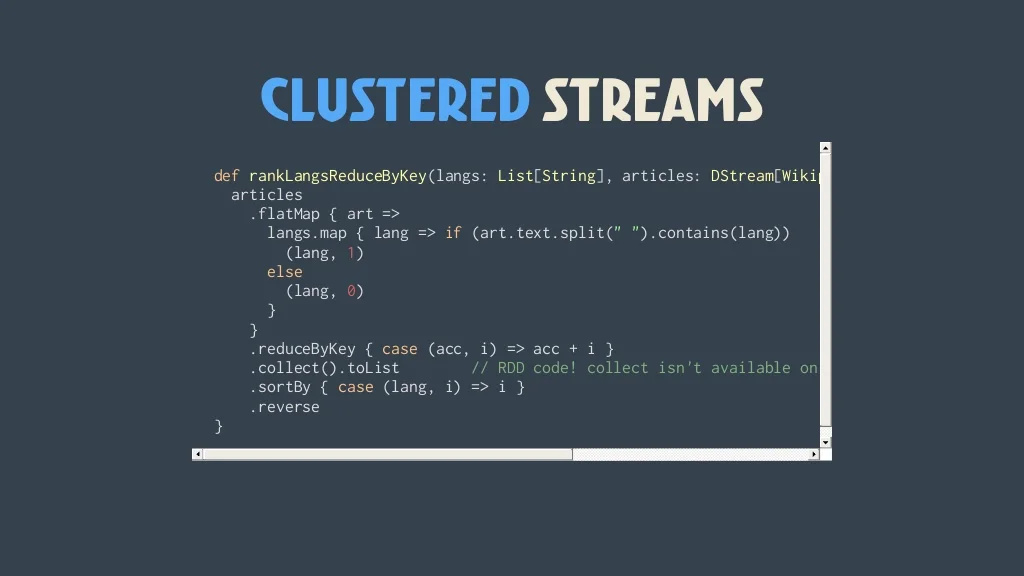 CLUSTERED STREAMS
def rankLangsReduceByKey(langs: List[String], articles: DStream[Wikip
  articles
    .flatMap { art =>
      langs.map { lang => if (art.text.split(" ").contains(lang))
        (lang, 1)
      else
        (lang, 0)
      }
    }
    .reduceByKey { case (acc, i) => acc + i }
    .collect().toList        // RDD code! collect isn't available on
    .sortBy { case (lang, i) => i }
    .reverse
}